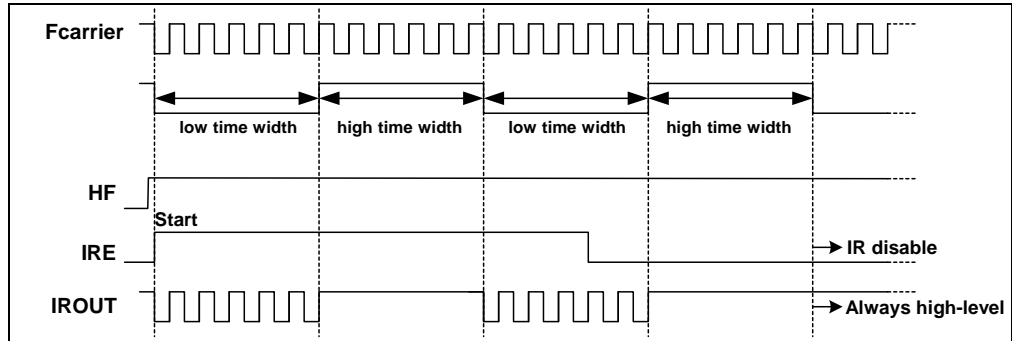 Fcarrier
low time width high time width low time width high time width
HF
Start
IRE
IR disable
IROUT
Always high-level